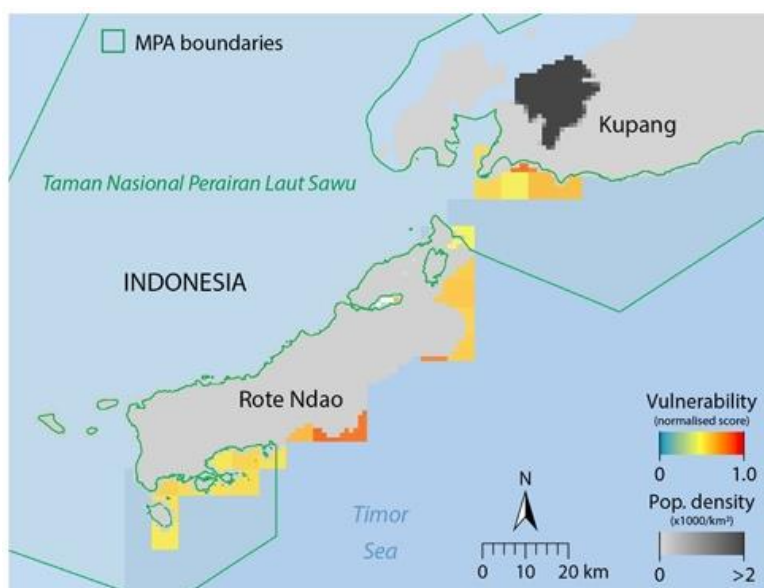 MPA boundaries
Kupang
Taman Nasional Perairan Laut Sawu
INDONESIA
Rote Ndao
Vulnerability
(normalised score)
0 1.0
N
Pop. density
(x1000/km²)
Timor
Sea
0 10 20 km
0 >2